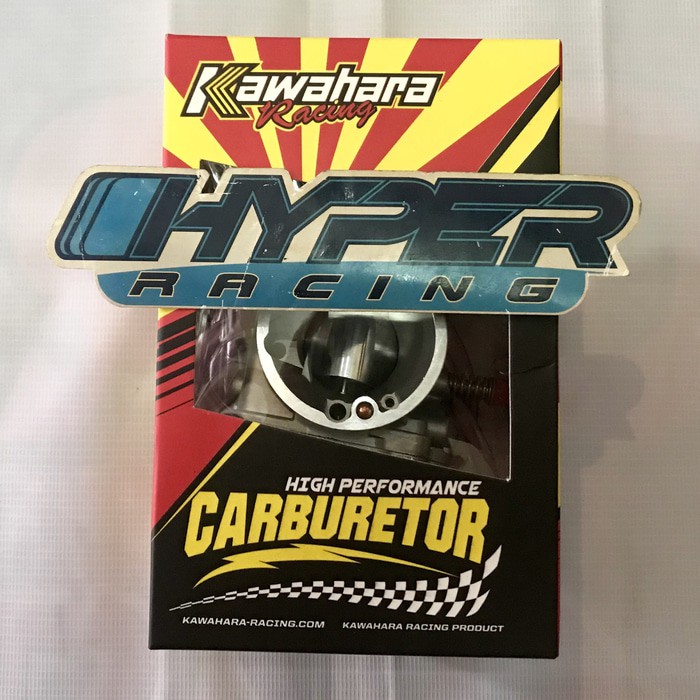 Kawahara
Racing
HYPER
RACING
HIGH PERFORMANCE
CARBURETOR
KAWAHARA-RACING.COM KAWAHARA RACING PRODUCT